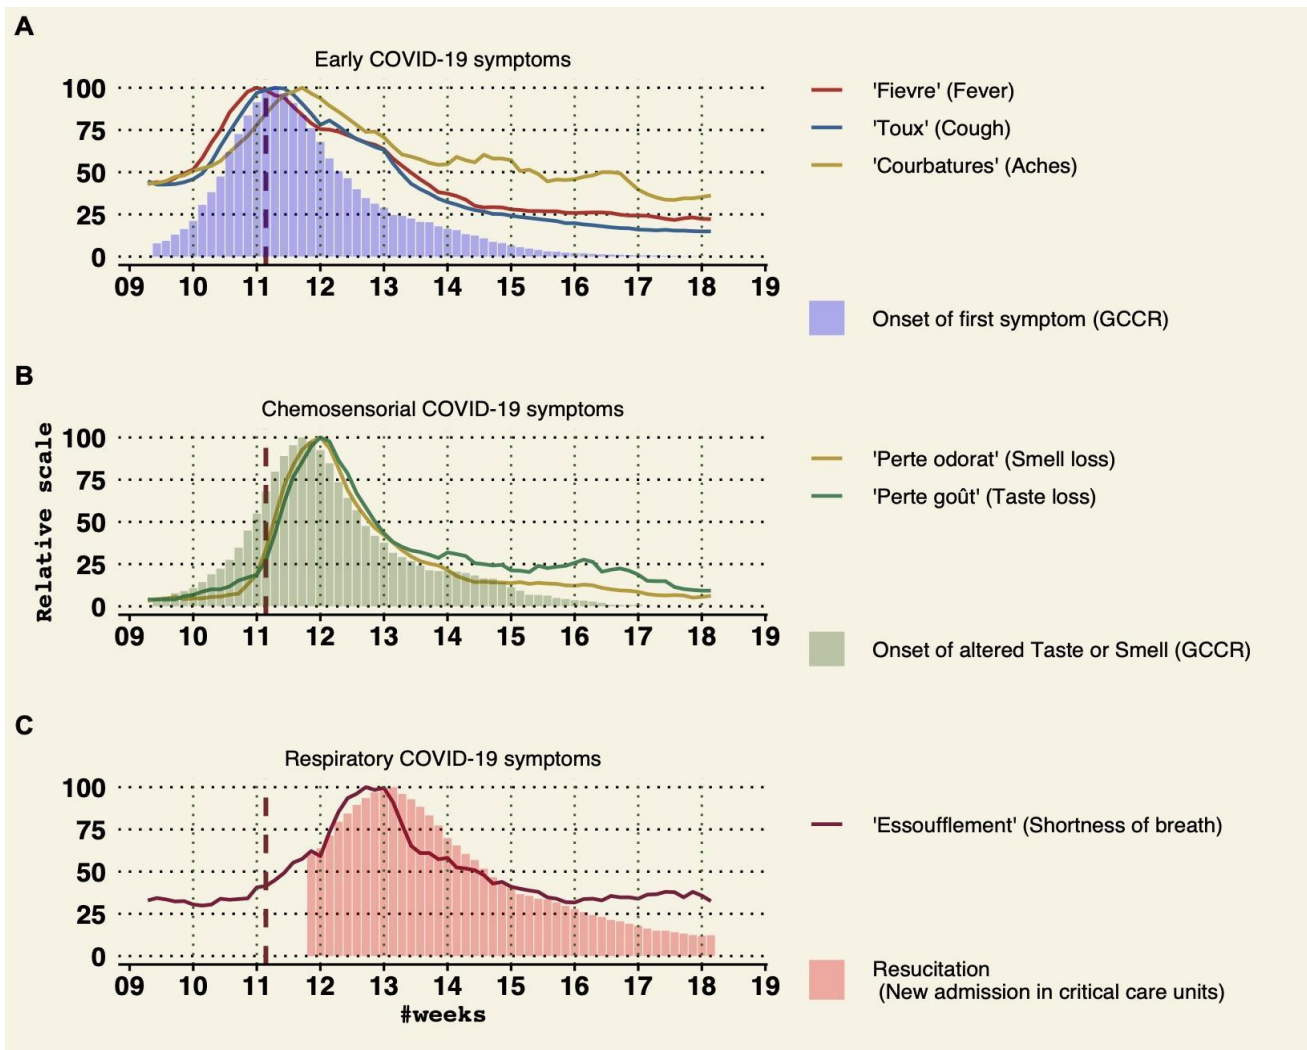 A
Early COVID-19 symptoms
100
75
50
25
0
09 10 11 12 13 14 15 16 17 18 19
'Fievre' (Fever)
'Toux' (Cough)
'Courbatures' (Aches)
Onset of first symptom (GCCR)
B
Chemosensorial COVID-19 symptoms
Relative scale
100
75
50
25
0
09 10 11 12 13 14 15 16 17 18 19
'Perte odorat' (Smell loss)
'Perte goût' (Taste loss)
Onset of altered Taste or Smell (GCCR)
C
Respiratory COVID-19 symptoms
100
75
50
25
0
09 10 11 12 13 14 15 16 17 18 19
#weeks
'Essoufflement' (Shortness of breath)
Resucitation
(New admission in critical care units)